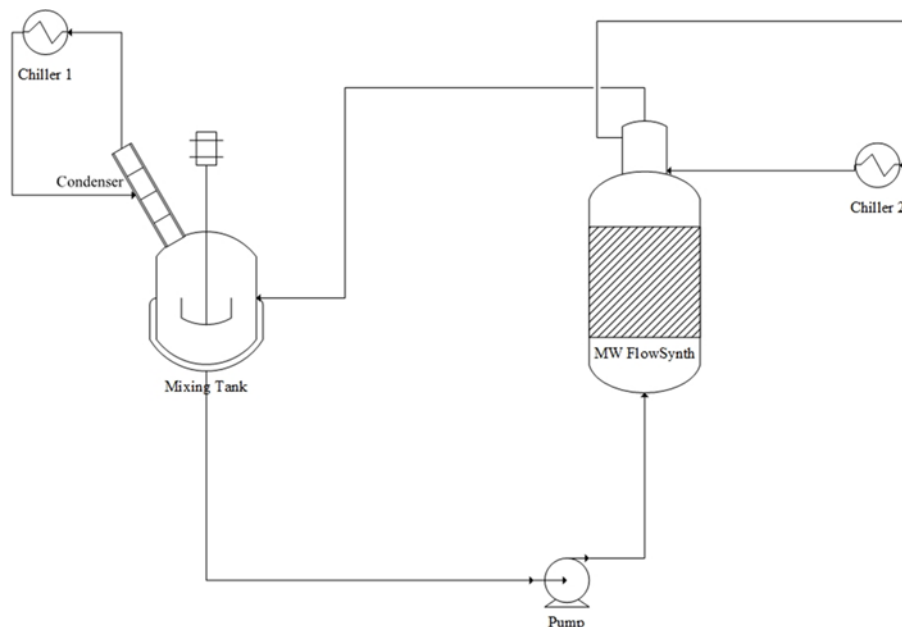 Chiller 1
Condenser
Chiller 2
MW FlowSynth
Mixing Tank
Pump